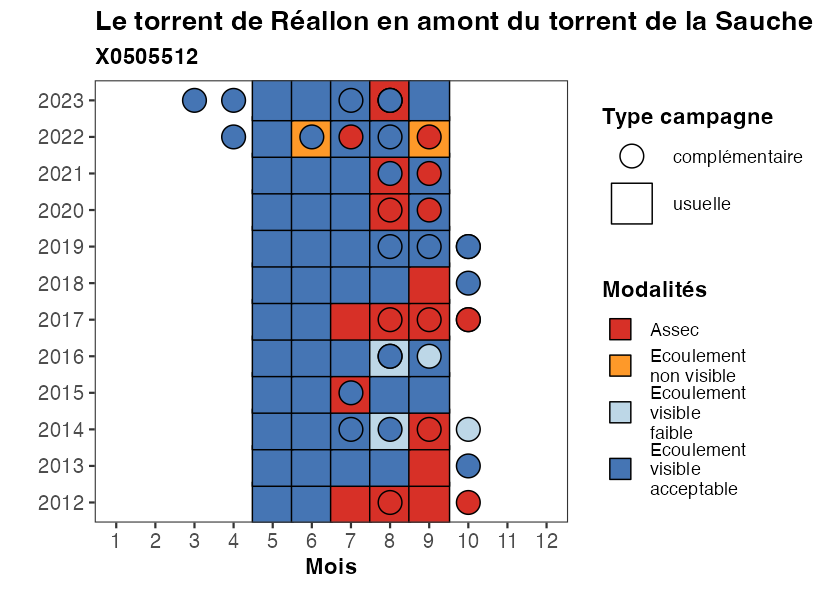 Le torrent de Réallon en amont du torrent de la Sauche
X0505512
2023
2022
2021
2020
2019
2018
2017
2016
2015
2014
2013
2012
1 2 3 4 5 6 7 8 9 10 11 12
Mois
Type campagne
complémentaire
usuelle
Modalités
Assec
Ecoulement
non visible
Ecoulement
visible
faible
Ecoulement
visible
acceptable